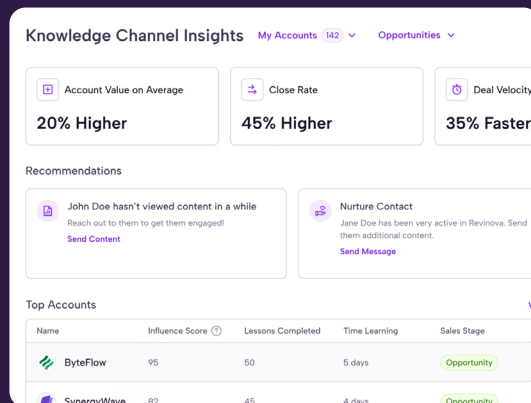 Knowledge Channel Insights My Accounts 142 Opportunities
Account Value on Average
20% Higher
Close Rate
45% Higher
Deal Velocity
35% Faster
Recommendations
John Doe hasn't viewed content in a while
Reach out to them to get them engaged!
Send Content
Nurture Contact
Jane Doe has been very active in Revinova. Send
them additional content.
Send Message
Top Accounts
Name Influence Score ? Lessons Completed Time Learning Sales Stage
ByteFlow 95 50 5 days Opportunity
SynergyWave 82 45 4 days Opportunity